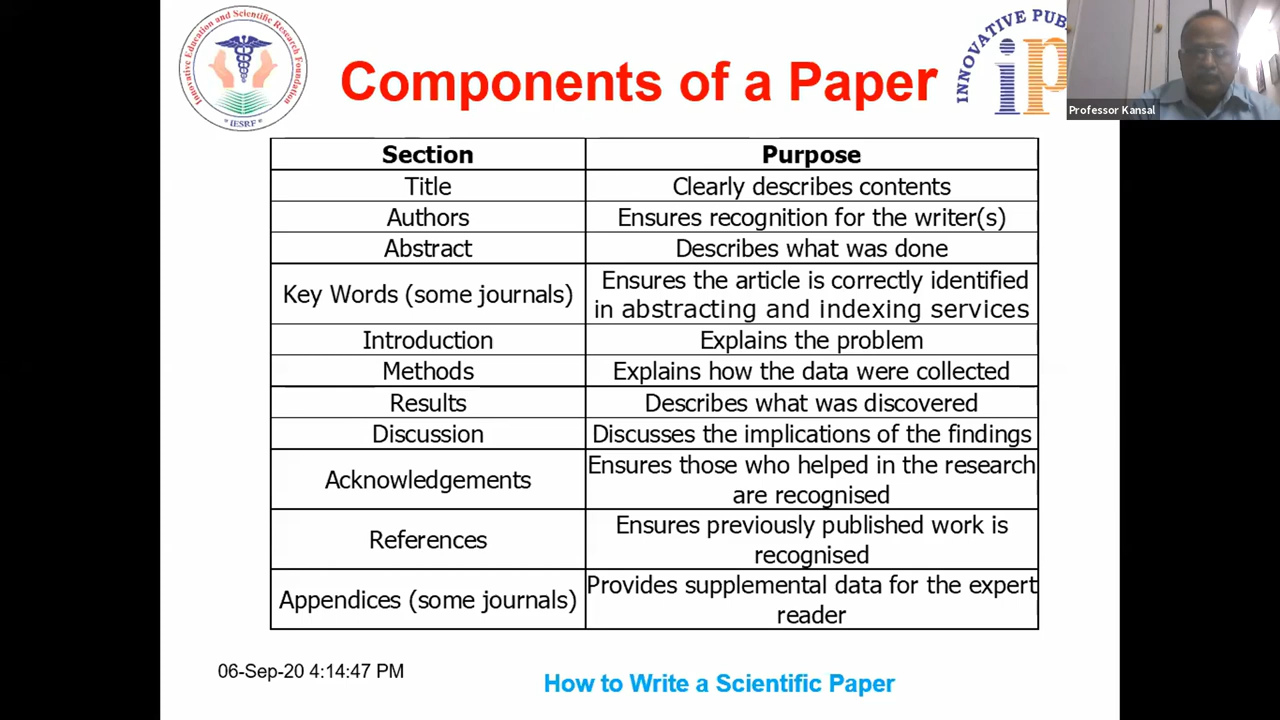 Innovative Education and Scientific Research Foundation
* IESRF *
Components of a Paper
INNOVATIVE
ip
Professor Kansal
Section Purpose
Title Clearly describes contents
Authors Ensures recognition for the writer(s)
Abstract Describes what was done
Key Words (some journals) Ensures the article is correctly identified
in abstracting and indexing services
Introduction Explains the problem
Methods Explains how the data were collected
Results Describes what was discovered
Discussion Discusses the implications of the findings
Acknowledgements Ensures those who helped in the research
are recognised
References Ensures previously published work is
recognised
Appendices (some journals) Provides supplemental data for the expert
reader
06-Sep-20 4:14:47 PM
How to Write a Scientific Paper